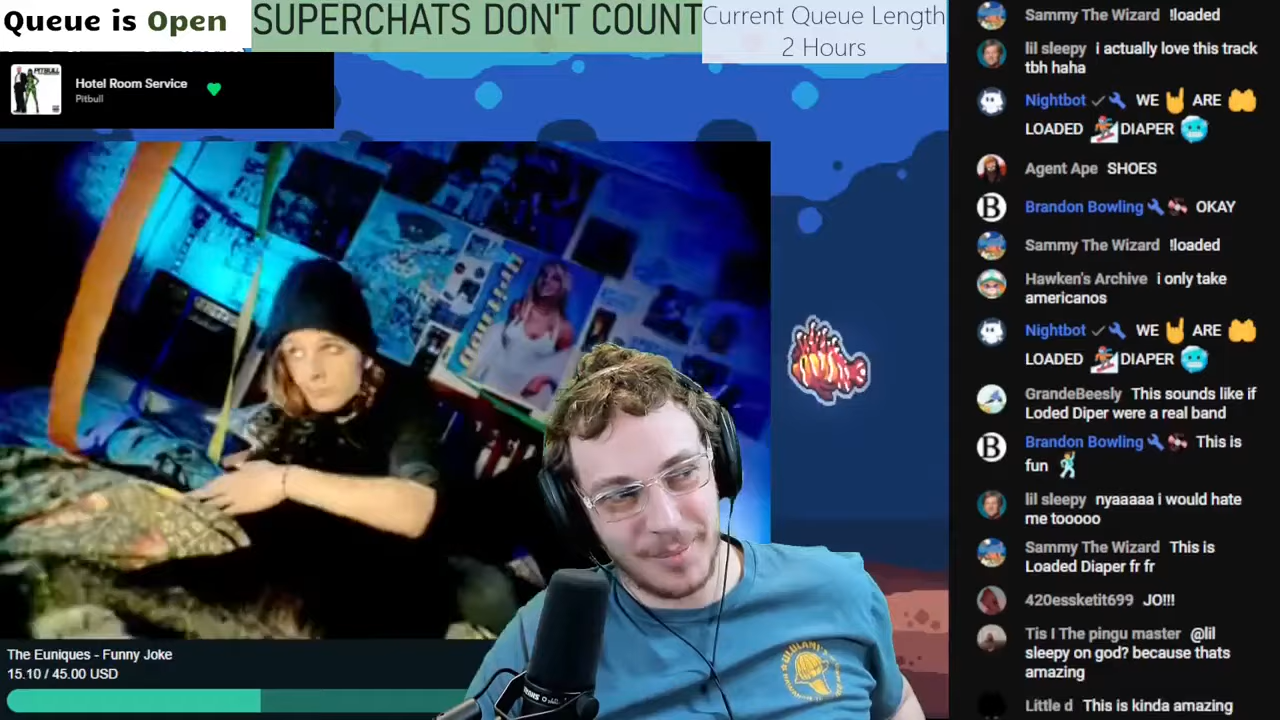 Queue is Open
SUPERCHATS DON'T COUNT
Current Queue Length
2 Hours
PITBULL
Hotel Room Service
Pitbull
The Euniques - Funny Joke
15.10 / 45.00 USD
Sammy The Wizard !loaded
lil sleepy i actually love this track
tbh haha
Nightbot WE 🤘 ARE 🤲
LOADED 🏂 DIAPER 🥶
Agent Ape SHOES
B
Brandon Bowling OKAY
Sammy The Wizard !loaded
Hawken's Archive i only take
americanos
Nightbot WE 🤘 ARE 🤲
LOADED 🏂 DIAPER 🥶
GrandeBeesly This sounds like if
Loded Diper were a real band
B
Brandon Bowling This is
fun 🕺
lil sleepy nyaaaaa i would hate
me tooooo
Sammy The Wizard This is
Loaded Diaper fr fr
420essketit699 JO!!!
Tis I The pingu master @lil
sleepy on god? because thats
amazing
Little d This is kinda amazing